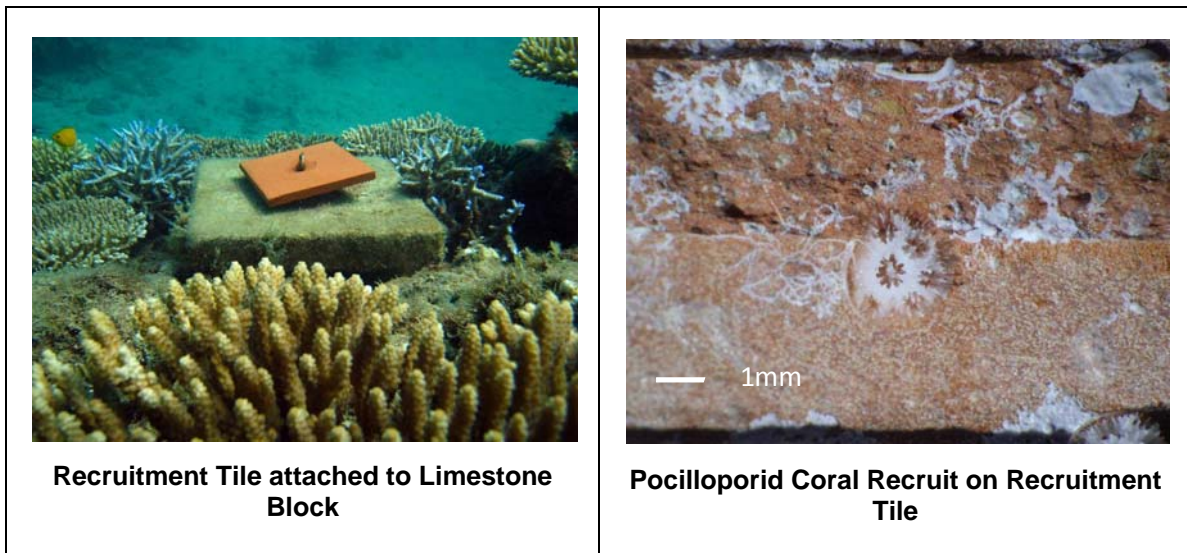 1mm
Recruitment Tile attached to Limestone
Block
Pocilloporid Coral Recruit on Recruitment
Tile